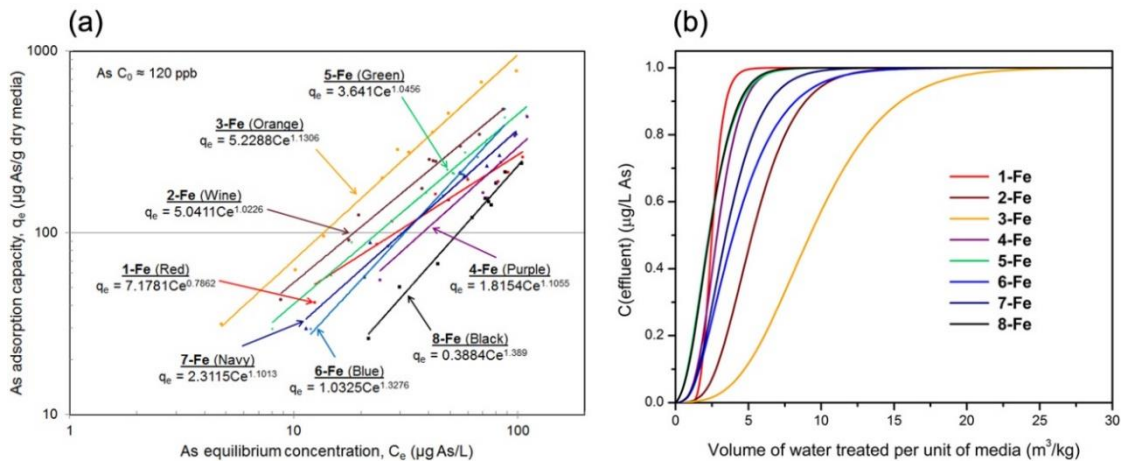 (a)
As adsorption capacity, qₑ (µg As/g dry media)
1000
100
10
As C₀ ≈ 120 ppb
5-Fe (Green)
qₑ = 3.641Ce^1.0456
3-Fe (Orange)
qₑ = 5.2288Ce^1.1306
2-Fe (Wine)
qₑ = 5.0411Ce^1.0226
1-Fe (Red)
qₑ = 7.1781Ce^0.7862
4-Fe (Purple)
qₑ = 1.8154Ce^1.1055
8-Fe (Black)
qₑ = 0.3884Ce^1.389
7-Fe (Navy)
qₑ = 2.3115Ce^1.1013
6-Fe (Blue)
qₑ = 1.0325Ce^1.3276
1 10 100
As equilibrium concentration, Cₑ (µg As/L)
(b)
C(effluent) (µg/L As)
1.0
0.8
0.6
0.4
0.2
0.0
1-Fe
2-Fe
3-Fe
4-Fe
5-Fe
6-Fe
7-Fe
8-Fe
0 5 10 15 20 25 30
Volume of water treated per unit of media (m³/kg)